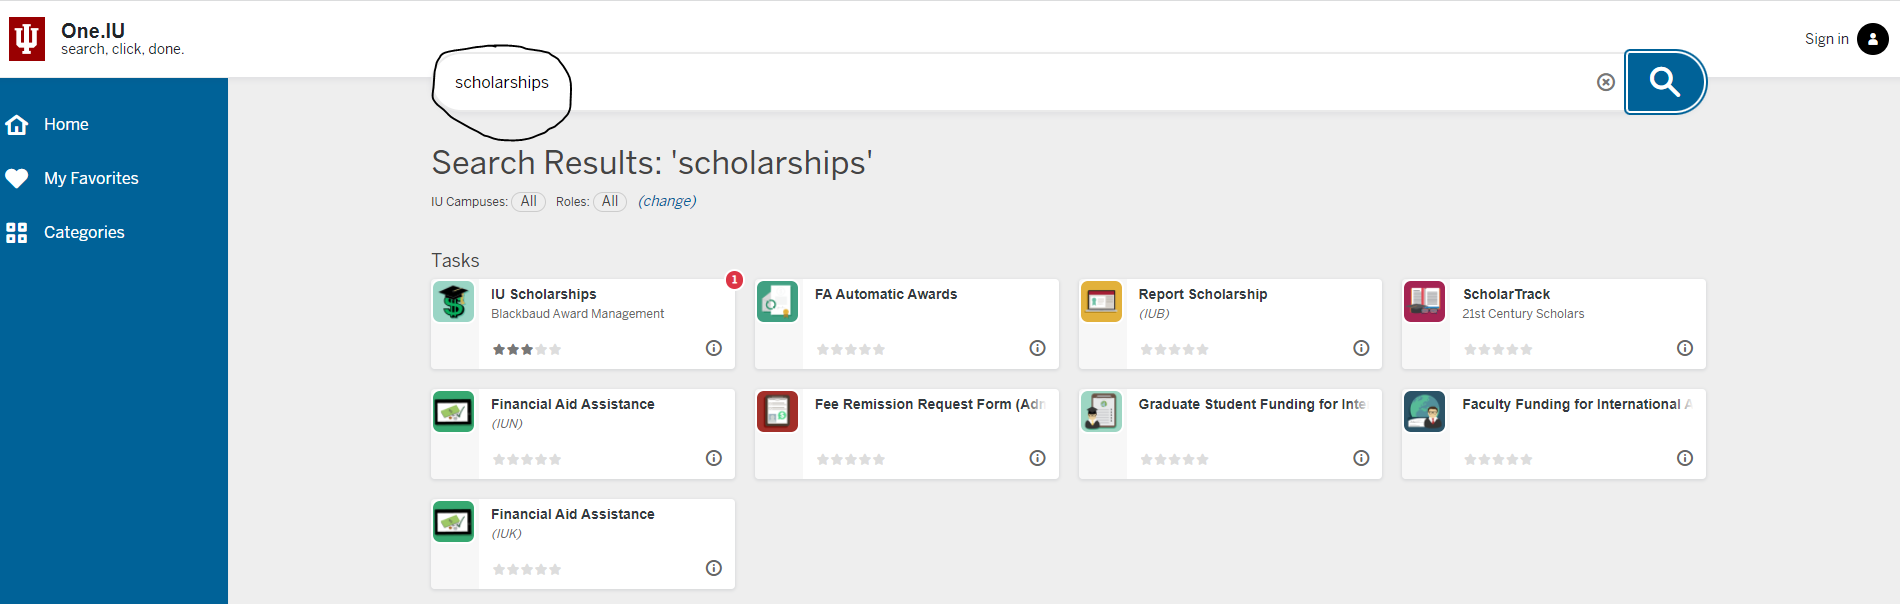 One.IU
search, click, done.
Sign in
scholarships
Home
My Favorites
Categories
Search Results: 'scholarships'
IU Campuses: All Roles: All (change)
Tasks
1
IU Scholarships
Blackbaud Award Management
FA Automatic Awards
Report Scholarship
(IUB)
ScholarTrack
21st Century Scholars
Financial Aid Assistance
(IUN)
Fee Remission Request Form (Adn
Graduate Student Funding for Inte
Faculty Funding for International A
Financial Aid Assistance
(IUK)